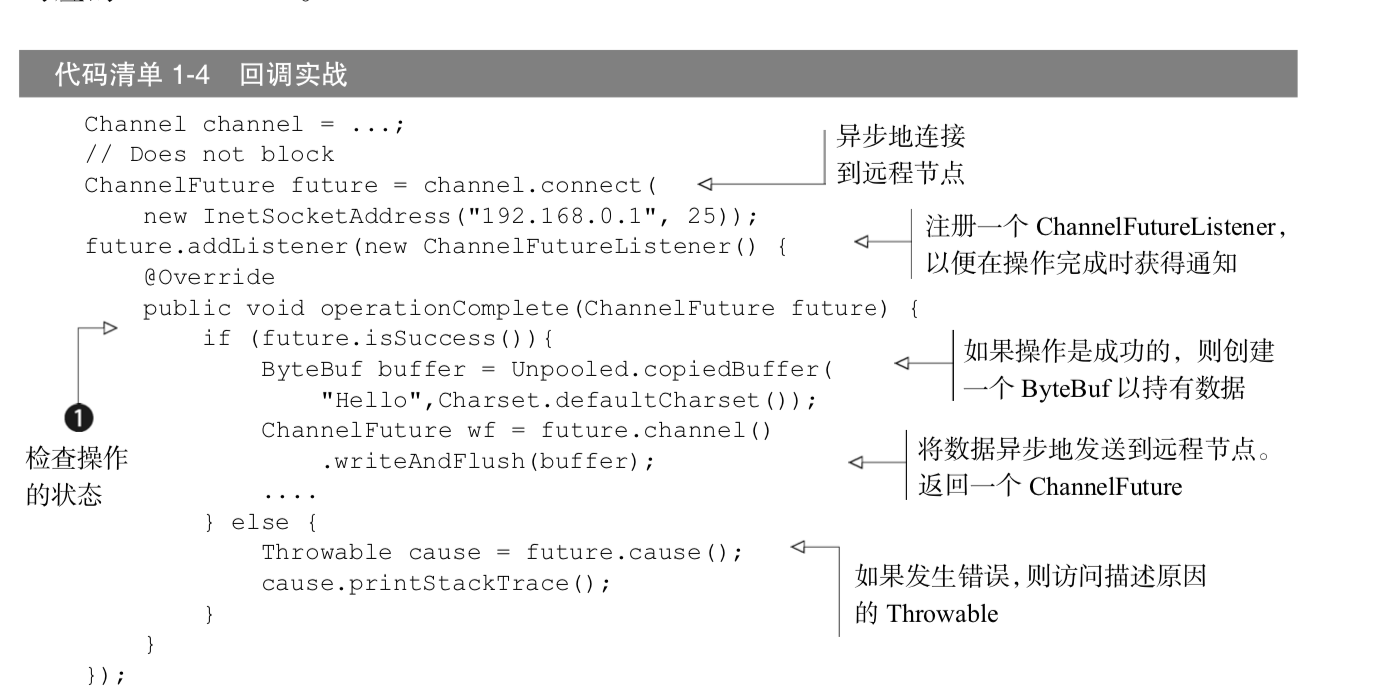 代码清单 1-4 回调实战
Channel channel = ...;
// Does not block
ChannelFuture future = channel.connect(
new InetSocketAddress("192.168.0.1", 25));
future.addListener(new ChannelFutureListener() {
@Override
public void operationComplete(ChannelFuture future) {
if (future.isSuccess()){
ByteBuf buffer = Unpooled.copiedBuffer(
"Hello",Charset.defaultCharset());
ChannelFuture wf = future.channel()
.writeAndFlush(buffer);
....
} else {
Throwable cause = future.cause();
cause.printStackTrace();
}
}
});
异步地连接
到远程节点
注册一个 ChannelFutureListener,
以便在操作完成时获得通知
如果操作是成功的，则创建
一个 ByteBuf 以持有数据
将数据异步地发送到远程节点。
返回一个 ChannelFuture
如果发生错误,则访问描述原因
的 Throwable
❶
检查操作
的状态